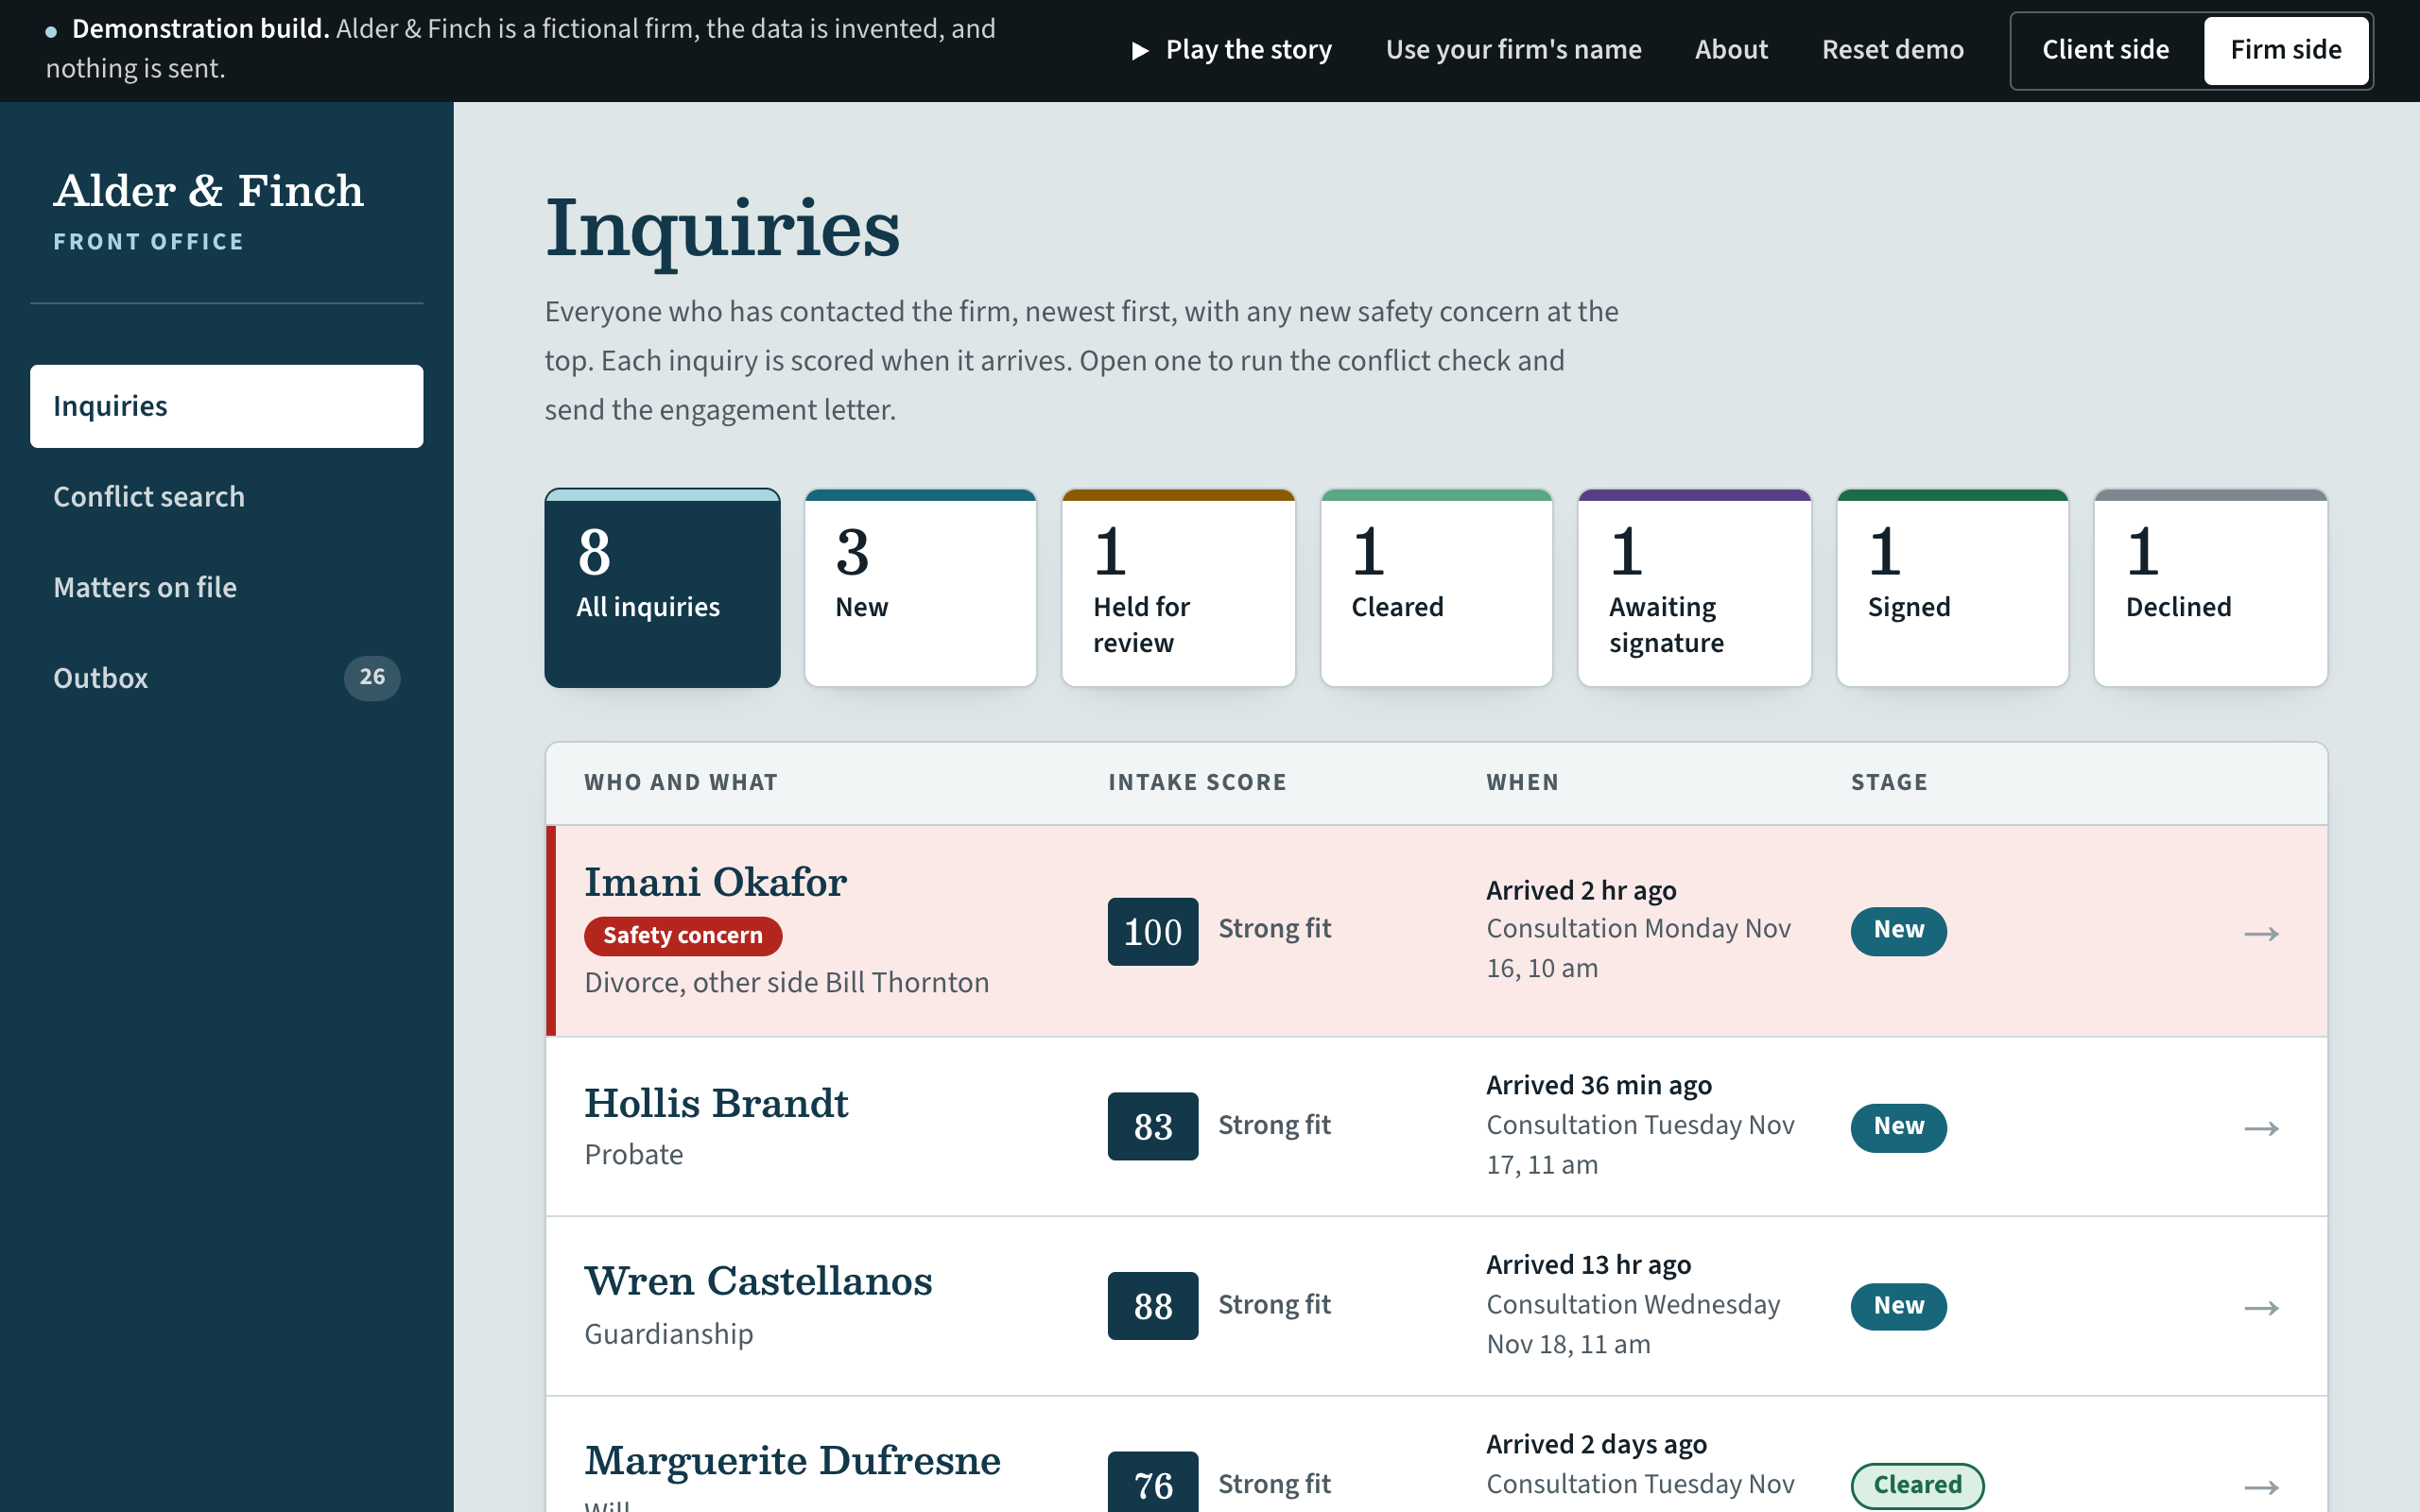 Demonstration build. Alder & Finch is a fictional firm, the data is invented, and
nothing is sent.
Play the story
Use your firm's name
About
Reset demo
Client side
Firm side
Alder & Finch
FRONT OFFICE
Inquiries
Conflict search
Matters on file
Outbox
26
Inquiries
Everyone who has contacted the firm, newest first, with any new safety concern at the
top. Each inquiry is scored when it arrives. Open one to run the conflict check and
send the engagement letter.
8
All inquiries
3
New
1
Held for
review
1
Cleared
1
Awaiting
signature
1
Signed
1
Declined
WHO AND WHAT
INTAKE SCORE
WHEN
STAGE
Imani Okafor
Safety concern
Divorce, other side Bill Thornton
100
Strong fit
Arrived 2 hr ago
Consultation Monday Nov
16, 10 am
New
→
Hollis Brandt
Probate
83
Strong fit
Arrived 36 min ago
Consultation Tuesday Nov
17, 11 am
New
→
Wren Castellanos
Guardianship
88
Strong fit
Arrived 13 hr ago
Consultation Wednesday
Nov 18, 11 am
New
→
Marguerite Dufresne
Will
76
Strong fit
Arrived 2 days ago
Consultation Tuesday Nov
Cleared
→